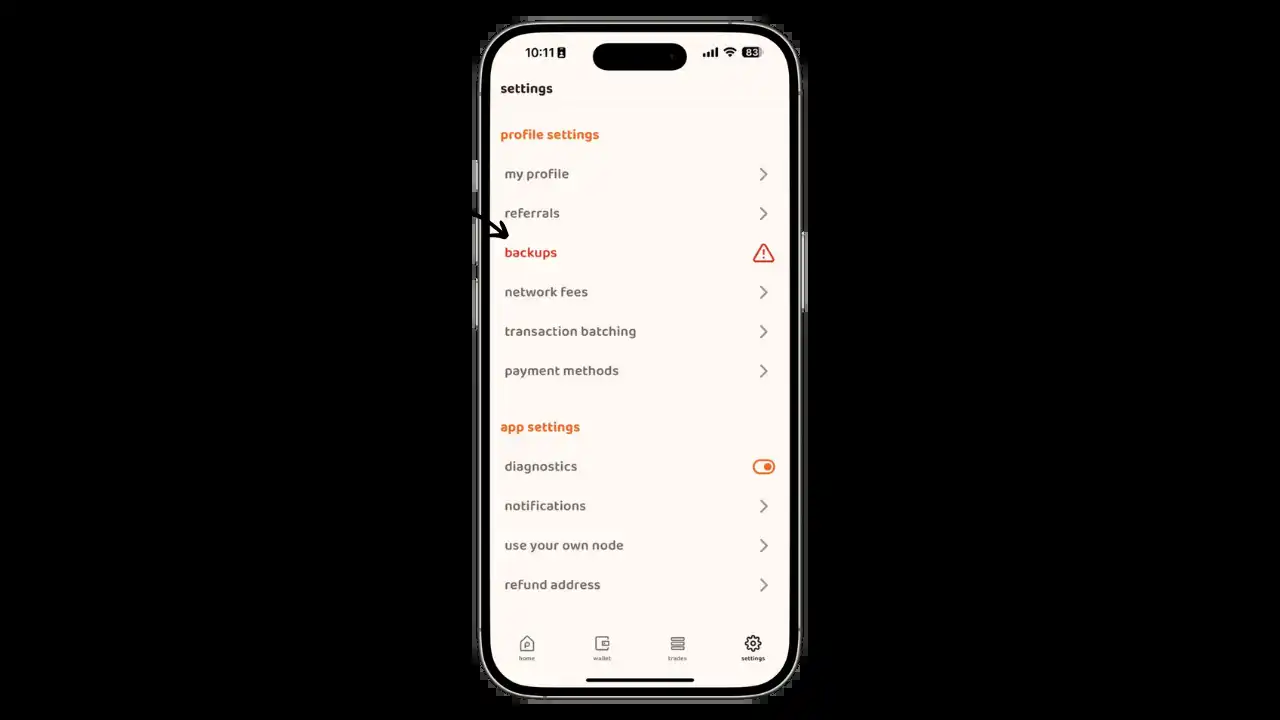 10:11
83
settings
profile settings
my profile
referrals
backups
network fees
transaction batching
payment methods
app settings
diagnostics
notifications
use your own node
refund address
home
wallet
trades
settings